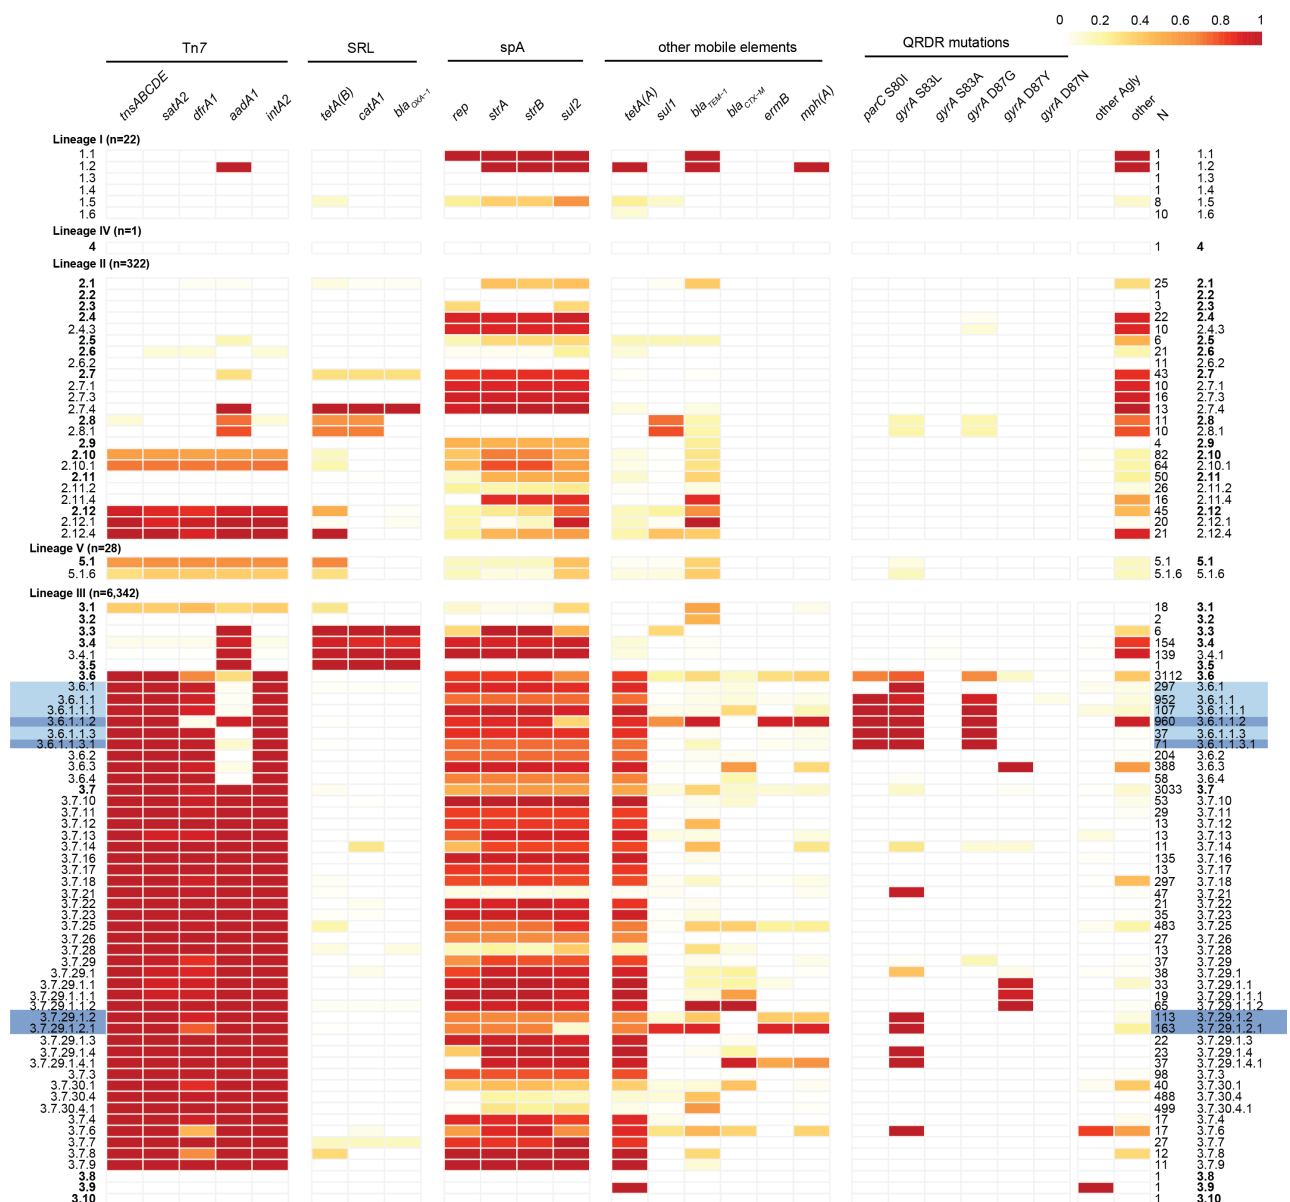 0 0.2 0.4 0.6 0.8 1
Tn7 SRL spA other mobile elements QRDR mutations
tnsABCDE satA2 dfrA1 aadA1 intA2 tetA(B) catA1 blaOXA-1 rep strA strB sul2 tetA(A) sul1 blaTEM-1 blaCTX-M ermB mph(A) parC S80I gyrA S83L gyrA S83A gyrA D87G gyrA D87Y gyrA D87N other Agly other N
Lineage I (n=22)
1.1 1 1.1
1.2 1 1.2
1.3 1 1.3
1.4 1 1.4
1.5 8 1.5
1.6 10 1.6
Lineage IV (n=1)
4 1 4
Lineage II (n=322)
2.1 25 2.1
2.2 1 2.2
2.3 3 2.3
2.4 22 2.4
2.4.3 10 2.4.3
2.5 6 2.5
2.6 21 2.6
2.6.2 11 2.6.2
2.7 43 2.7
2.7.1 10 2.7.1
2.7.3 16 2.7.3
2.7.4 13 2.7.4
2.8 11 2.8
2.8.1 10 2.8.1
2.9 4 2.9
2.10 82 2.10
2.10.1 64 2.10.1
2.11 50 2.11
2.11.2 26 2.11.2
2.11.4 16 2.11.4
2.12 45 2.12
2.12.1 20 2.12.1
2.12.4 21 2.12.4
Lineage V (n=28)
5.1 5.1 5.1
5.1.6 5.1.6 5.1.6
Lineage III (n=6,342)
3.1 18 3.1
3.2 2 3.2
3.3 6 3.3
3.4 154 3.4
3.4.1 139 3.4.1
3.5 1 3.5
3.6 3112 3.6
3.6.1 297 3.6.1
3.6.1.1 952 3.6.1.1
3.6.1.1.1 107 3.6.1.1.1
3.6.1.1.2 960 3.6.1.1.2
3.6.1.1.3 37 3.6.1.1.3
3.6.1.1.3.1 71 3.6.1.1.3.1
3.6.2 204 3.6.2
3.6.3 388 3.6.3
3.6.4 58 3.6.4
3.7 3033 3.7
3.7.10 53 3.7.10
3.7.11 29 3.7.11
3.7.12 13 3.7.12
3.7.13 13 3.7.13
3.7.14 11 3.7.14
3.7.16 135 3.7.16
3.7.17 13 3.7.17
3.7.18 297 3.7.18
3.7.21 47 3.7.21
3.7.22 21 3.7.22
3.7.23 35 3.7.23
3.7.25 483 3.7.25
3.7.26 27 3.7.26
3.7.28 13 3.7.28
3.7.29 37 3.7.29
3.7.29.1 38 3.7.29.1
3.7.29.1.1 33 3.7.29.1.1
3.7.29.1.1.1 19 3.7.29.1.1.1
3.7.29.1.1.2 65 3.7.29.1.1.2
3.7.29.1.2 113 3.7.29.1.2
3.7.29.1.2.1 163 3.7.29.1.2.1
3.7.29.1.3 22 3.7.29.1.3
3.7.29.1.4 23 3.7.29.1.4
3.7.29.1.4.1 37 3.7.29.1.4.1
3.7.3 98 3.7.3
3.7.30.1 40 3.7.30.1
3.7.30.4 488 3.7.30.4
3.7.30.4.1 499 3.7.30.4.1
3.7.4 17 3.7.4
3.7.6 17 3.7.6
3.7.7 27 3.7.7
3.7.8 12 3.7.8
3.7.9 11 3.7.9
3.8 1 3.8
3.9 1 3.9
3.10 1 3.10